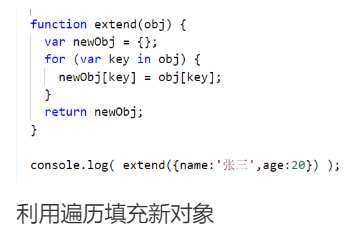 function extend(obj) {
  var newObj = {};
  for (var key in obj) {
    newObj[key] = obj[key];
  }
  return newObj;
}

console.log( extend({name:'张三',age:20}) );
利用遍历填充新对象